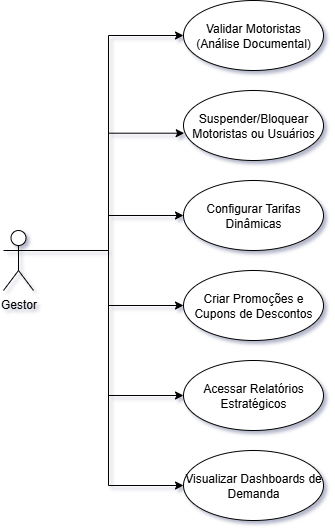 Validar Motoristas
(Análise Documental)
Suspender/Bloquear
Motoristas ou Usuários
Configurar Tarifas
Dinâmicas
Gestor
Criar Promoções e
Cupons de Descontos
Acessar Relatórios
Estratégicos
Visualizar Dashboards de
Demanda